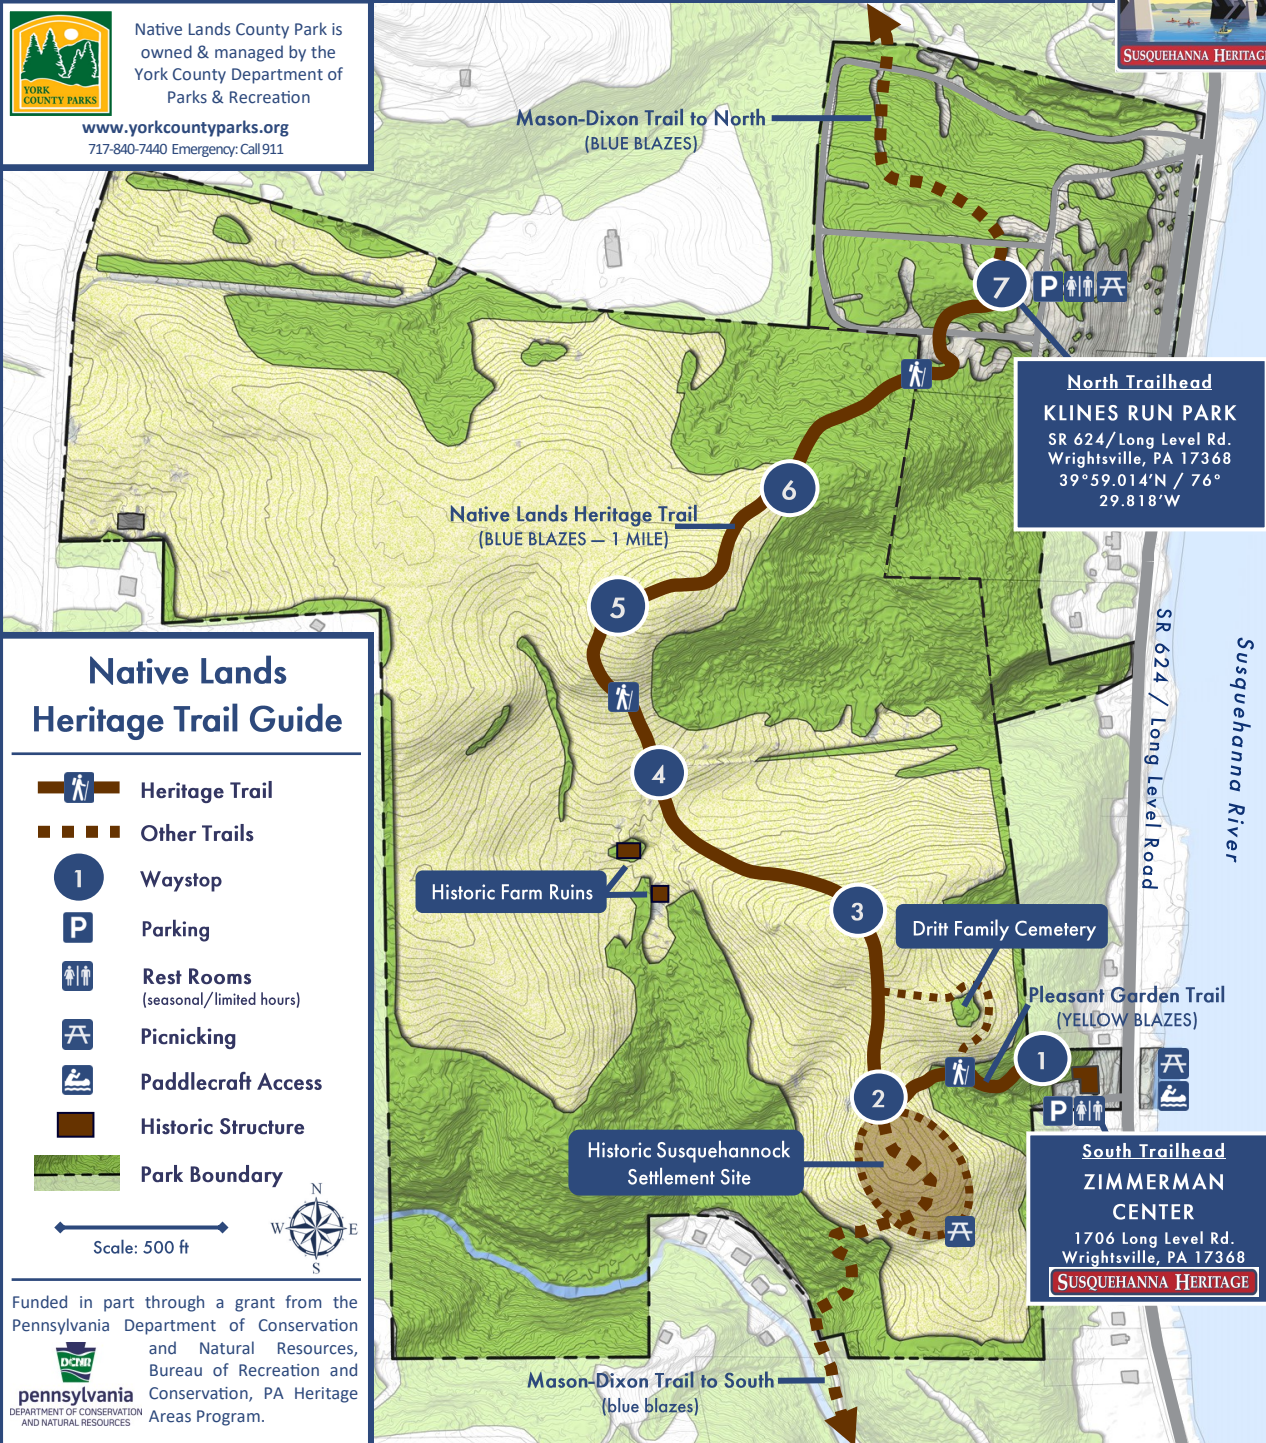 YORK
COUNTY PARKS
Native Lands County Park is
owned & managed by the
York County Department of
Parks & Recreation
www.yorkcountyparks.org
717-840-7440 Emergency: Call 911
SUSQUEHANNA HERITAGE
Mason-Dixon Trail to North
(BLUE BLAZES)
7
P
North Trailhead
KLINES RUN PARK
SR 624/Long Level Rd.
Wrightsville, PA 17368
39°59.014'N / 76°
29.818'W
6
Native Lands Heritage Trail
(BLUE BLAZES — 1 MILE)
5
SR 624 / Long Level Road
Susquehanna River
4
Historic Farm Ruins
3
Dritt Family Cemetery
Pleasant Garden Trail
(YELLOW BLAZES)
1
2
P
Historic Susquehannock
Settlement Site
South Trailhead
ZIMMERMAN
CENTER
1706 Long Level Rd.
Wrightsville, PA 17368
SUSQUEHANNA HERITAGE
Mason-Dixon Trail to South
(blue blazes)
Native Lands
Heritage Trail Guide
Heritage Trail
Other Trails
1 Waystop
P Parking
Rest Rooms
(seasonal/limited hours)
Picnicking
Paddlecraft Access
Historic Structure
Park Boundary
N
W E
S
Scale: 500 ft
Funded in part through a grant from the
Pennsylvania Department of Conservation
and Natural Resources,
Bureau of Recreation and
Conservation, PA Heritage
Areas Program.
DCNR
pennsylvania
DEPARTMENT OF CONSERVATION
AND NATURAL RESOURCES